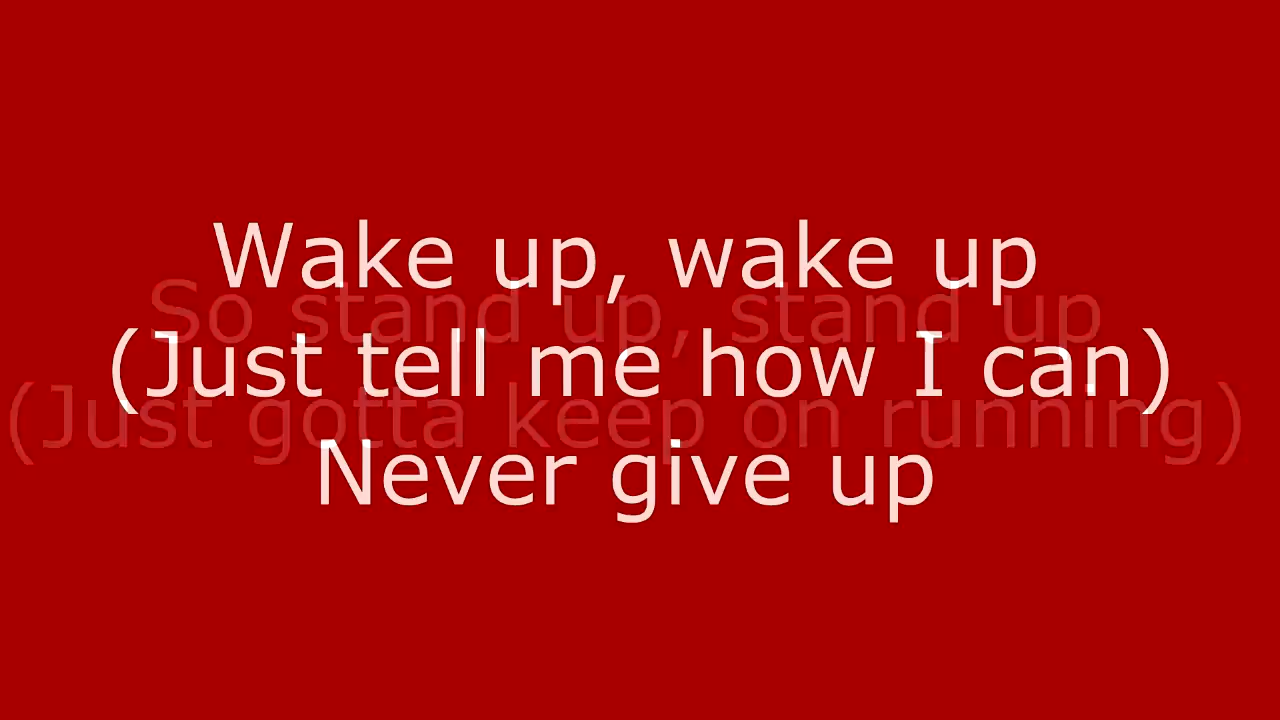 Wake up, wake up
So stand up, stand up
(Just tell me how I can)
(Just gotta keep on running)
Never give up